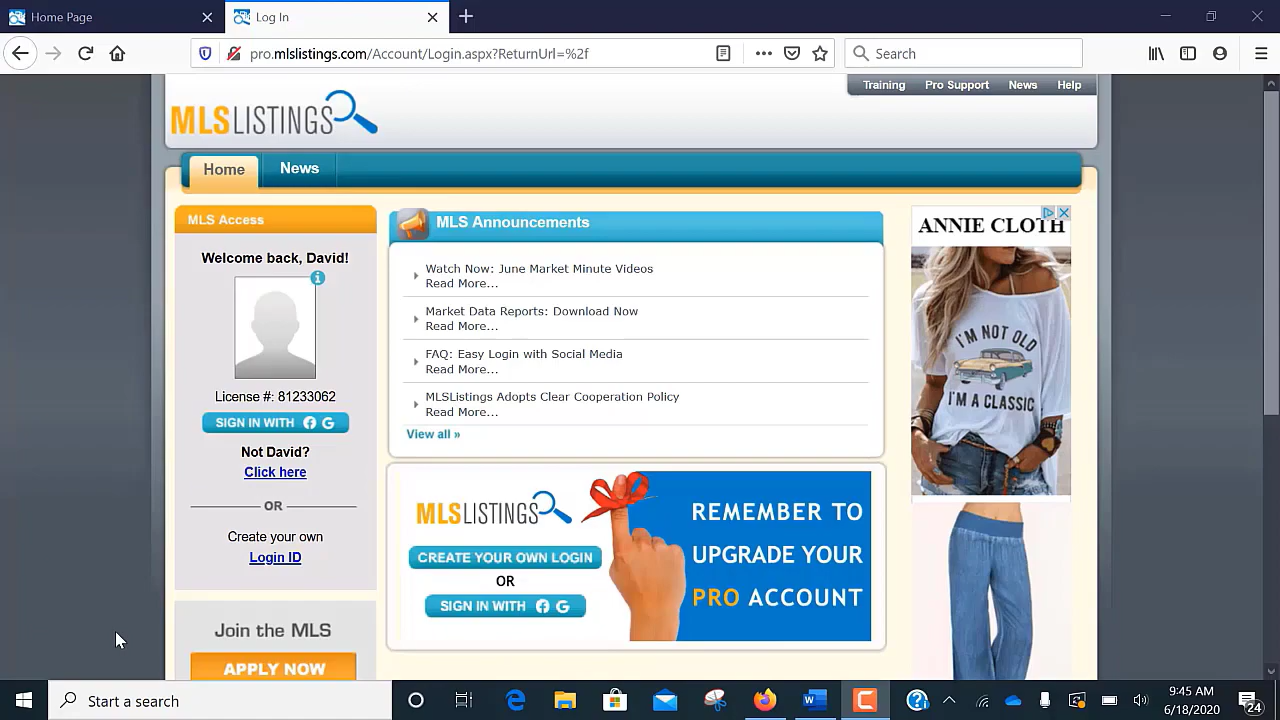 Home Page
Log In
pro.mlslistings.com/Account/Login.aspx?ReturnUrl=%2f
Search
Training
Pro Support
News
Help
MLSLISTINGS
Home
News
MLS Access
Welcome back, David!
License #: 81233062
SIGN IN WITH
Not David?
Click here
OR
Create your own
Login ID
Join the MLS
APPLY NOW
MLS Announcements
Watch Now: June Market Minute Videos
Read More...
Market Data Reports: Download Now
Read More...
FAQ: Easy Login with Social Media
Read More...
MLSListings Adopts Clear Cooperation Policy
Read More...
View all »
MLSLISTINGS
CREATE YOUR OWN LOGIN
OR
SIGN IN WITH
REMEMBER TO
UPGRADE YOUR
PRO ACCOUNT
ANNIE CLOTH
I'M NOT OLD
I'M A CLASSIC
Start a search
9:45 AM
6/18/2020
24